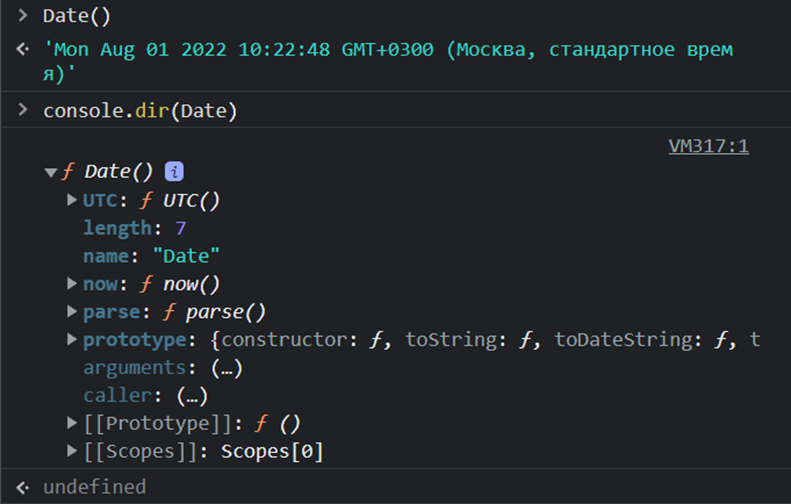 Date()
'Mon Aug 01 2022 10:22:48 GMT+0300 (Москва, стандартное врем
я)'
console.dir(Date)
VM317:1
ƒ Date() i
UTC: ƒ UTC()
length: 7
name: "Date"
now: ƒ now()
parse: ƒ parse()
prototype: {constructor: ƒ, toString: ƒ, toDateString: ƒ, t
arguments: (…)
caller: (…)
[[Prototype]]: ƒ ()
[[Scopes]]: Scopes[0]
undefined